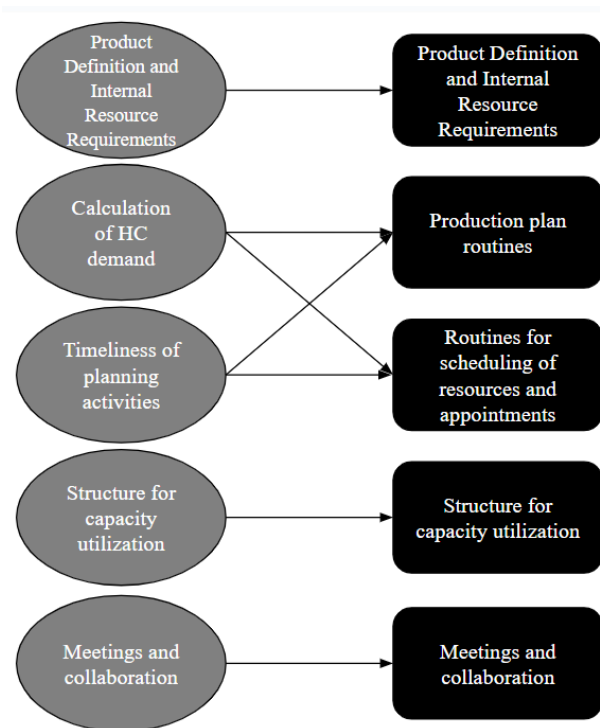 Product
Definition and
Internal
Resource
Requirements
Product Definition
and Internal
Resource
Requirements
Calculation
of HC
demand
Production plan
routines
Timeliness of
planning
activities
Routines for
scheduling of
resources and
appointments
Structure for
capacity
utilization
Structure for
capacity utilization
Meetings and
collaboration
Meetings and
collaboration